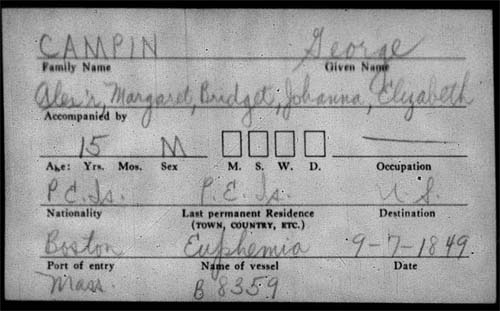 CAMPIN George
Family Name Given Name
Alex'r, Margaret, Bridget, Johanna, Elizabeth
Accompanied by
15 M
Age: Yrs. Mos. Sex M. S. W. D. Occupation
P.E. Is. P.E. Is. U.S.
Nationality Last permanent Residence Destination
(TOWN, COUNTRY, ETC.)
Boston Euphemia 9-7-1849
Port of entry Name of vessel Date
Mass. B 8359